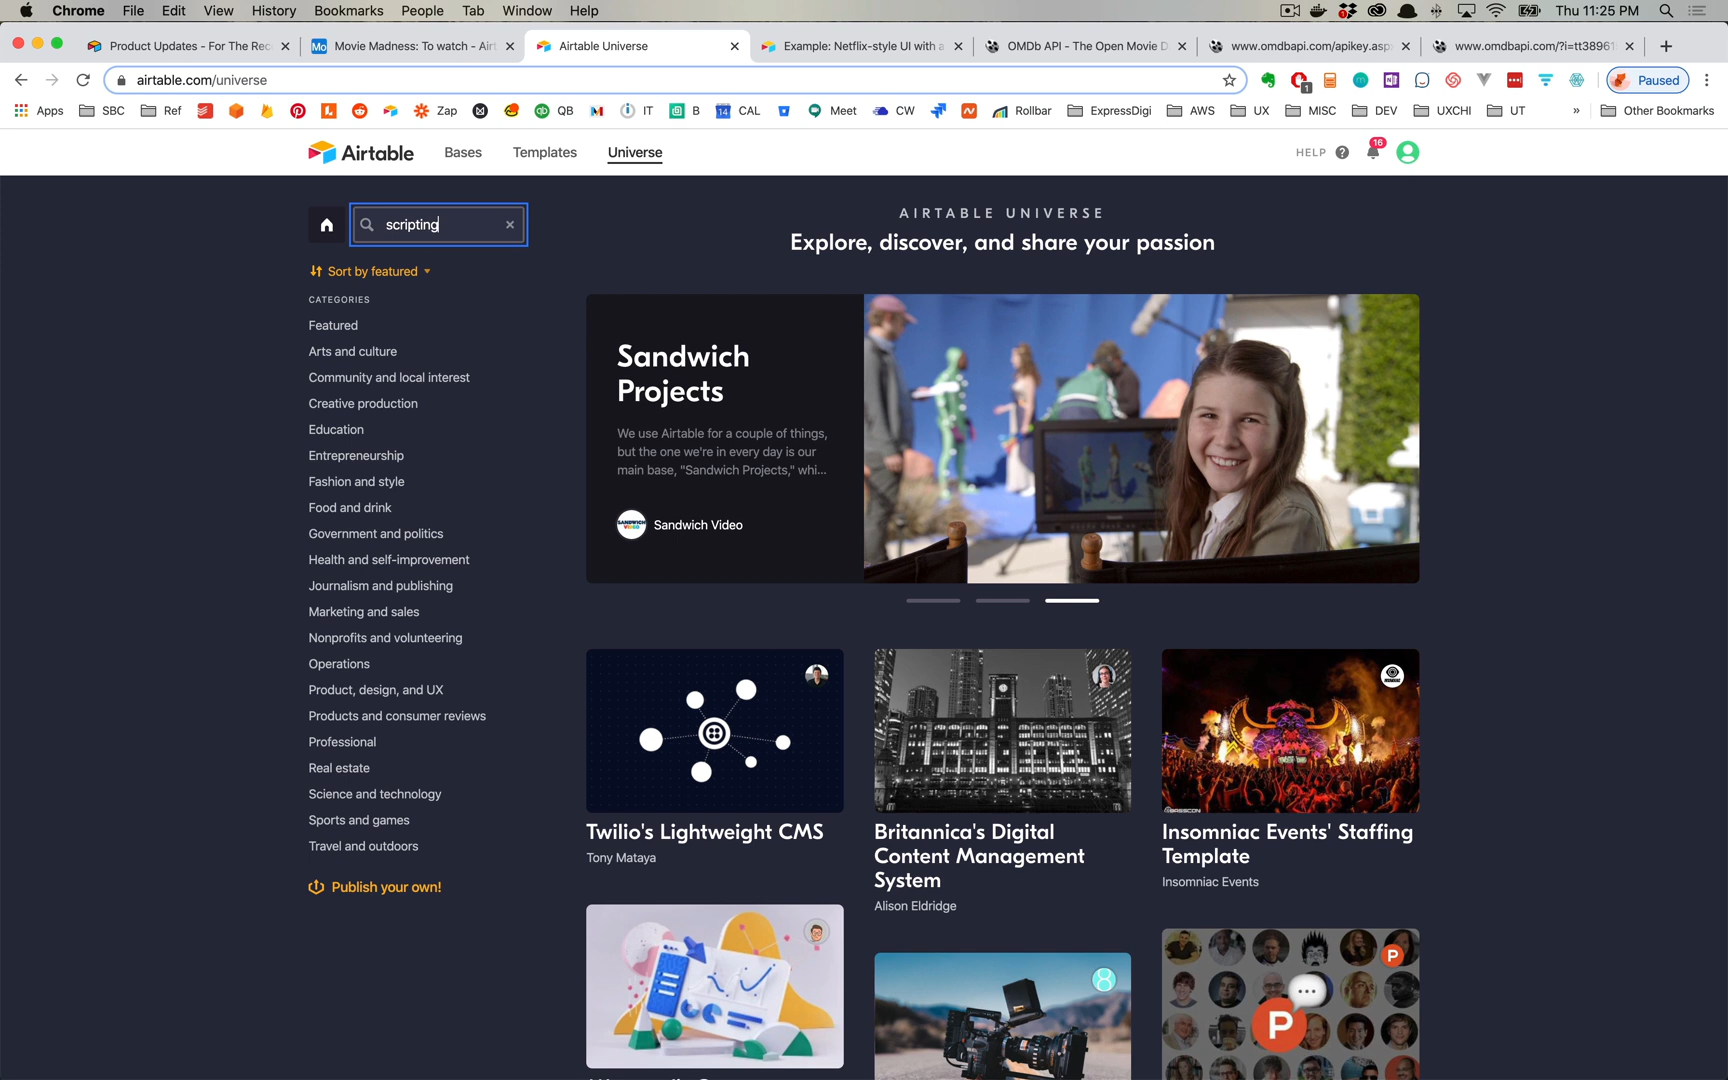 Chrome File Edit View History Bookmarks People Tab Window Help
Thu 11:25 PM
Product Updates - For The Rec
Mo Movie Madness: To watch - Air
Airtable Universe
Example: Netflix-style UI with a
OMDb API - The Open Movie D
www.omdbapi.com/apikey.asp
www.omdbapi.com/?i=tt38961
airtable.com/universe
1
Paused
Apps SBC Ref Zap QB IT B 14 CAL Meet CW Rollbar ExpressDigi AWS UX MISC DEV UXCHI UT » Other Bookmarks
Airtable
Bases
Templates
Universe
HELP ?
16
scripting
Sort by featured
CATEGORIES
Featured
Arts and culture
Community and local interest
Creative production
Education
Entrepreneurship
Fashion and style
Food and drink
Government and politics
Health and self-improvement
Journalism and publishing
Marketing and sales
Nonprofits and volunteering
Operations
Product, design, and UX
Products and consumer reviews
Professional
Real estate
Science and technology
Sports and games
Travel and outdoors
Publish your own!
AIRTABLE UNIVERSE
Explore, discover, and share your passion
Sandwich
Projects
We use Airtable for a couple of things,
but the one we're in every day is our
main base, "Sandwich Projects," whi...
SANDWICH
VIDEO
Sandwich Video
Twilio's Lightweight CMS
Tony Mataya
Britannica's Digital
Content Management
System
Alison Eldridge
BASSCON
Insomniac Events' Staffing
Template
Insomniac Events
P
P